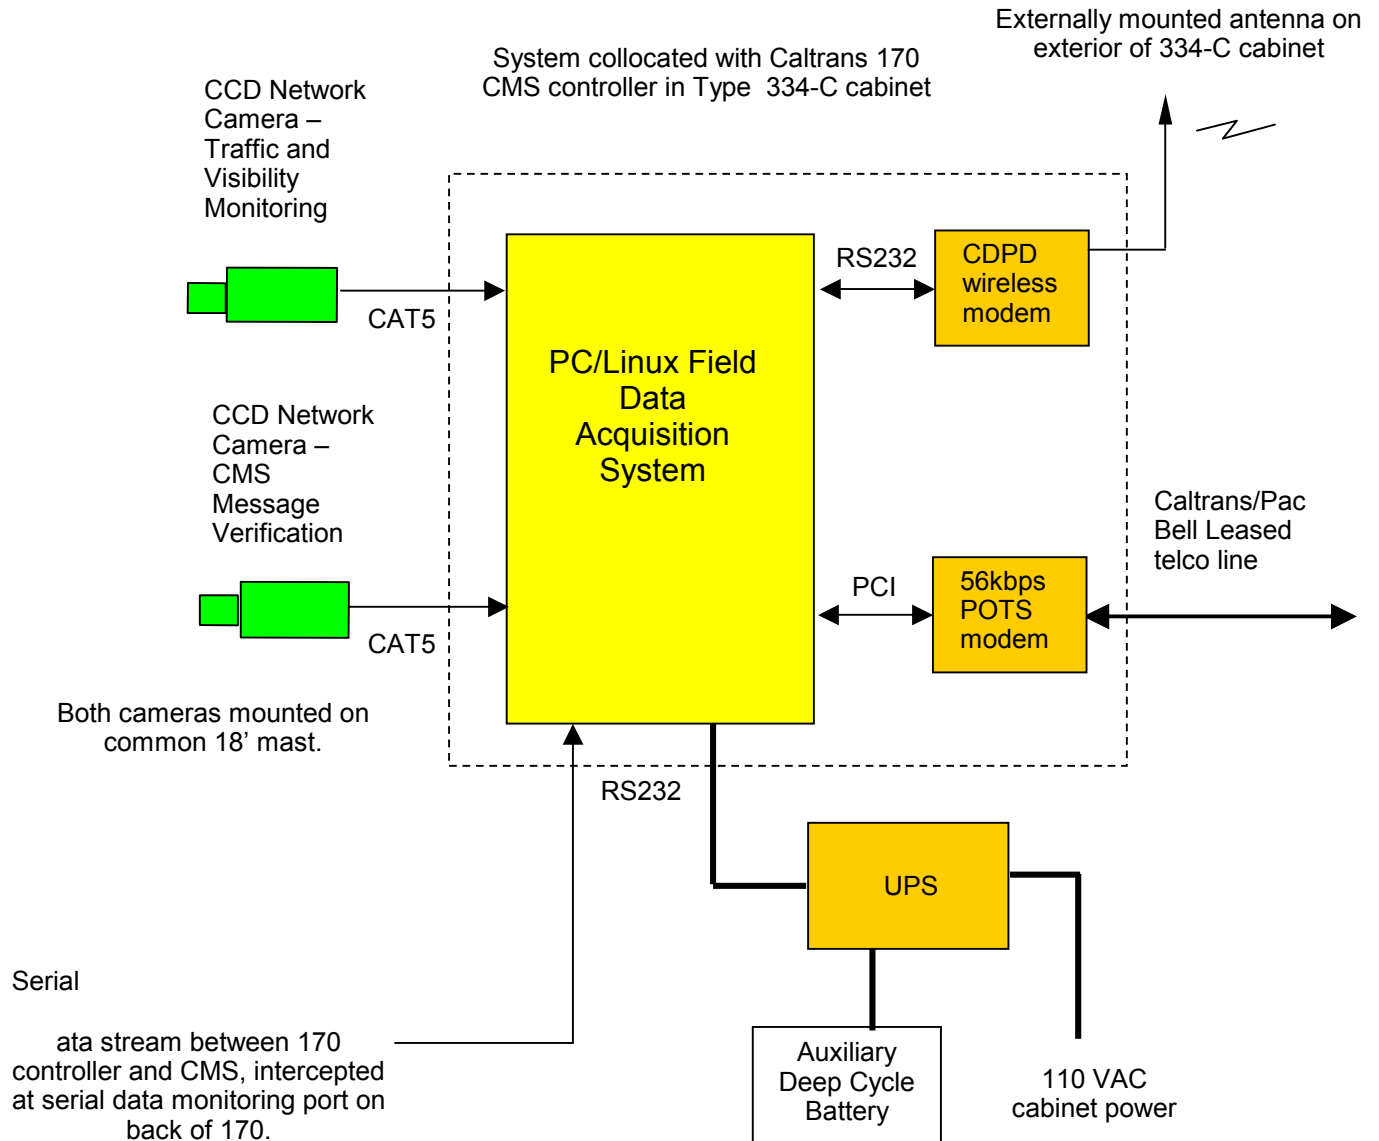 Externally mounted antenna on
exterior of 334-C cabinet
System collocated with Caltrans 170
CMS controller in Type 334-C cabinet
CCD Network
Camera –
Traffic and
Visibility
Monitoring
CAT5
RS232
CDPD
wireless
modem
PC/Linux Field
Data
Acquisition
System
CCD Network
Camera –
CMS
Message
Verification
CAT5
PCI
56kbps
POTS
modem
Caltrans/Pac
Bell Leased
telco line
Both cameras mounted on
common 18’ mast.
RS232
UPS
Serial
ata stream between 170
controller and CMS, intercepted
at serial data monitoring port on
back of 170.
Auxiliary
Deep Cycle
Battery
110 VAC
cabinet power